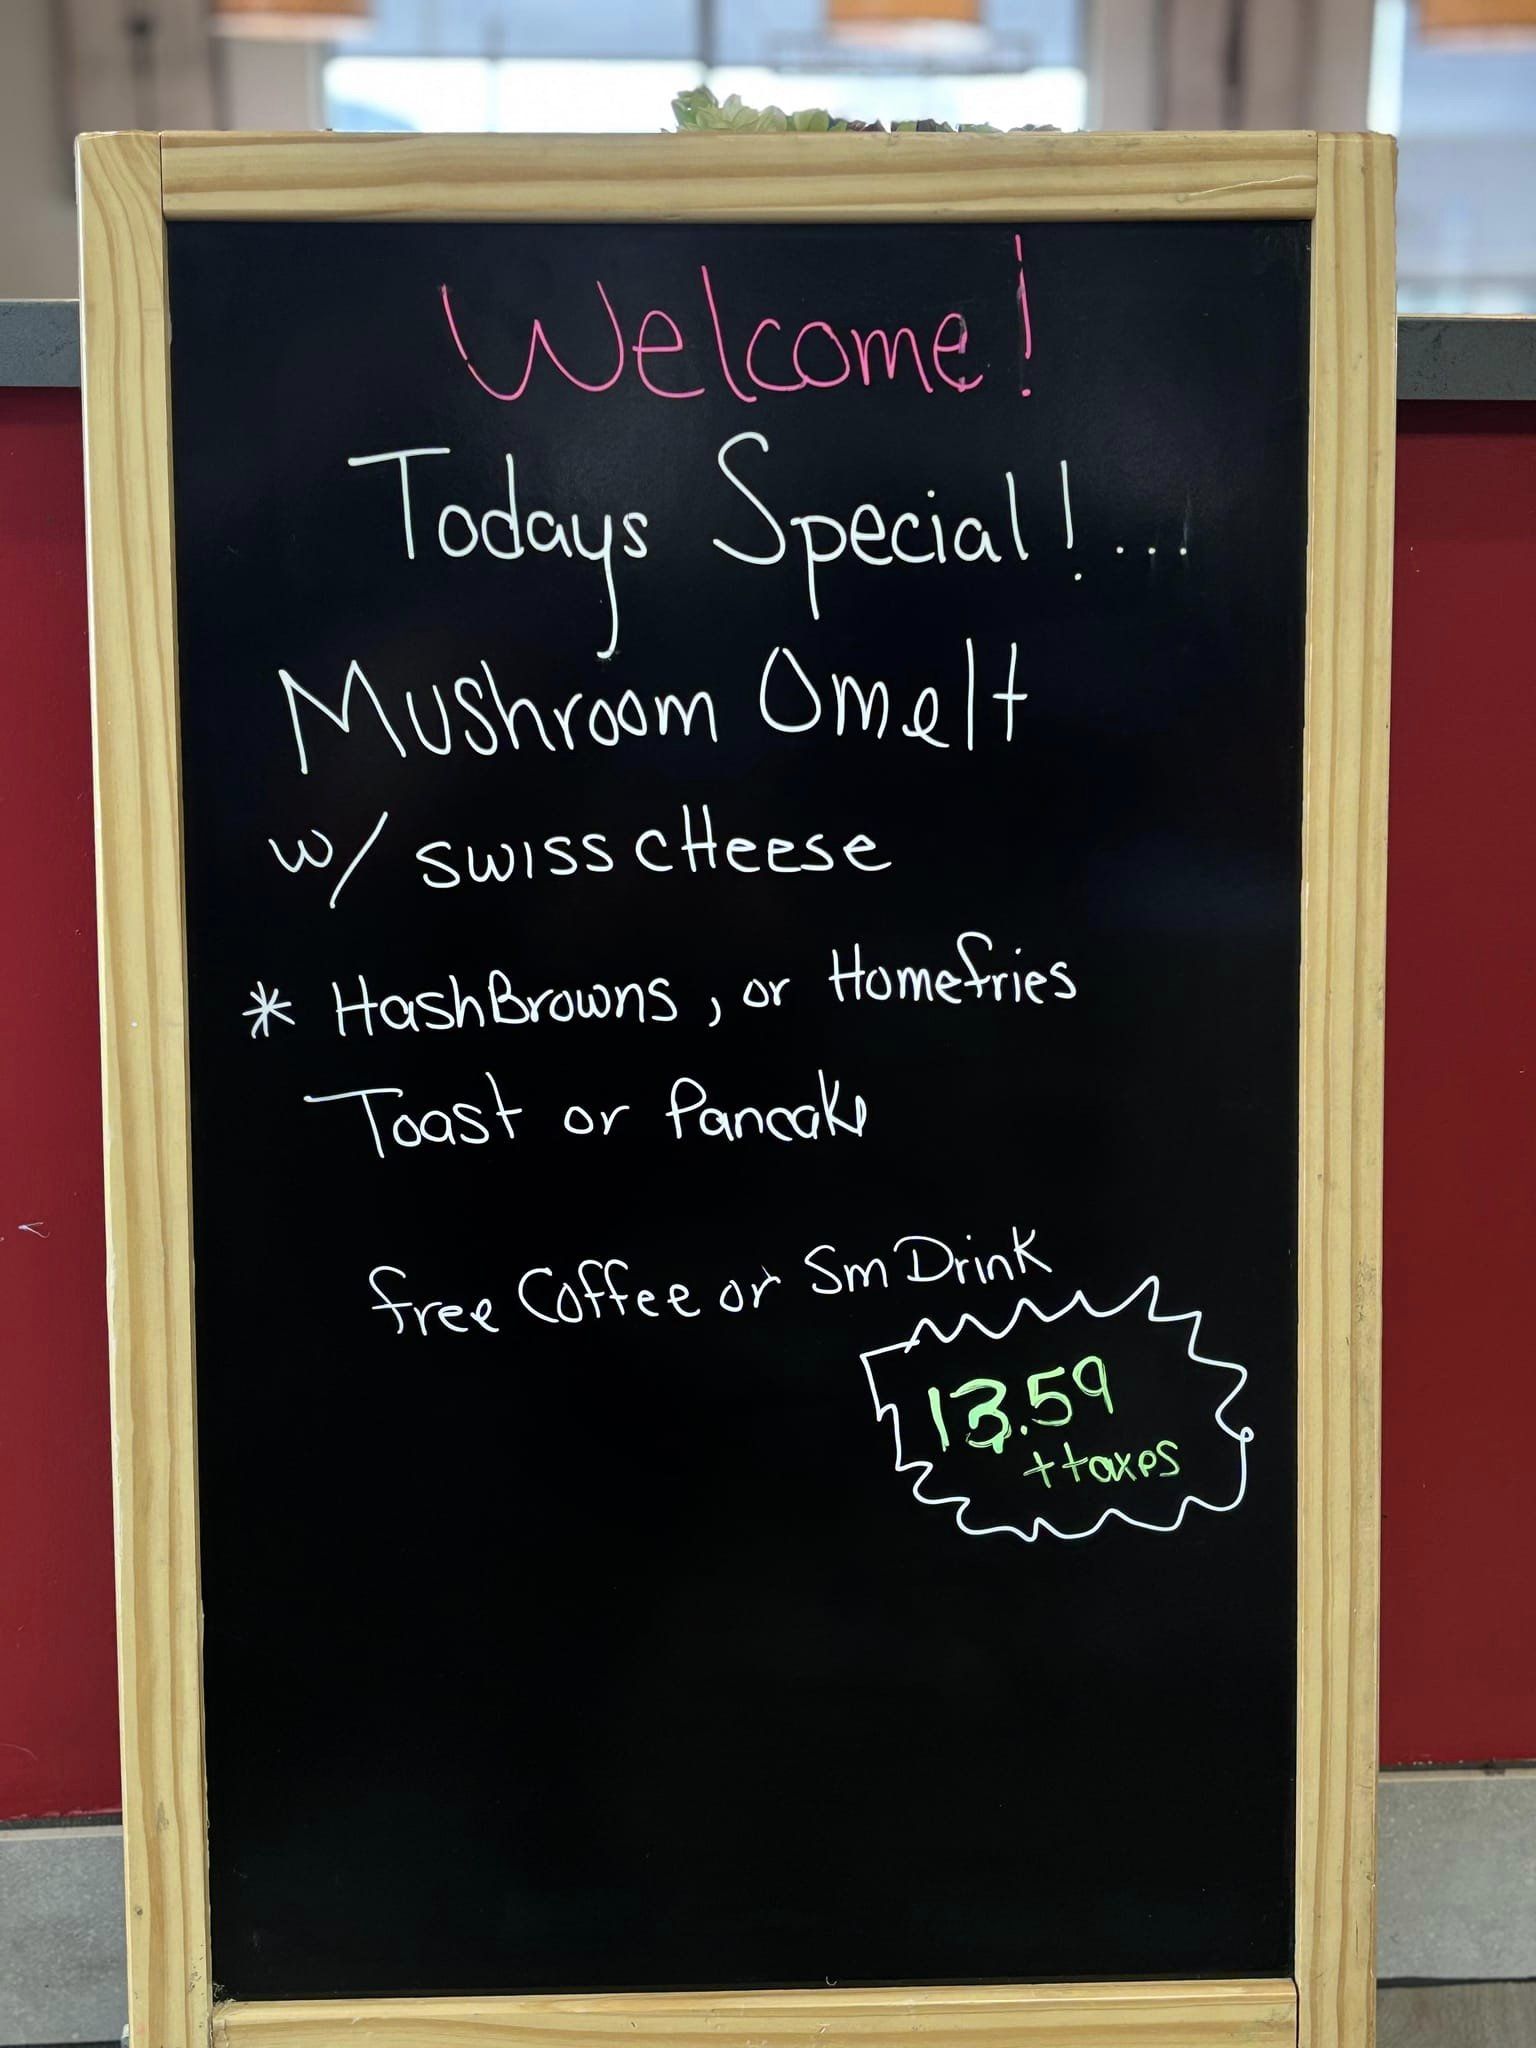 Welcome!
Todays Special!...
Mushroom Omelt
w/ swiss cHeese
* HashBrowns, or Homefries
Toast or Pancake
free Coffee or Sm Drink
13.59
+taxes